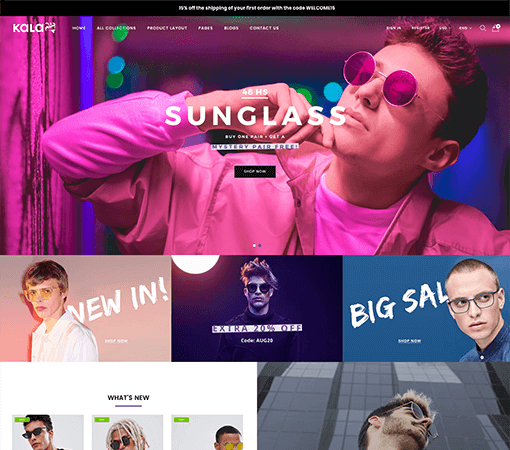 15% off the shipping of your first order with the code WELCOME15
KALA
HOME ALL COLLECTIONS PRODUCT LAYOUT PAGES BLOGS CONTACT US
SIGN IN REGISTER USD
48 HS
SUNGLASS
BUY ONE PAIR • GET A
MYSTERY PAIR FREE!
SHOP NOW
NEW IN!
SHOP NOW
EXTRA 20% OFF
Code: AUG20
BIG SAL
SHOP NOW
WHAT'S NEW